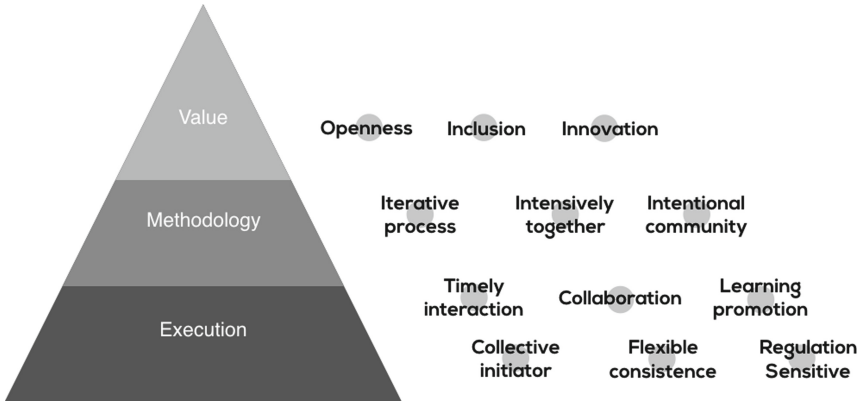 Value
Openness Inclusion Innovation
Methodology
Iterative process
Intensively together
Intentional community
Execution
Timely interaction
Collaboration
Learning promotion
Collective initiator
Flexible consistence
Regulation Sensitive